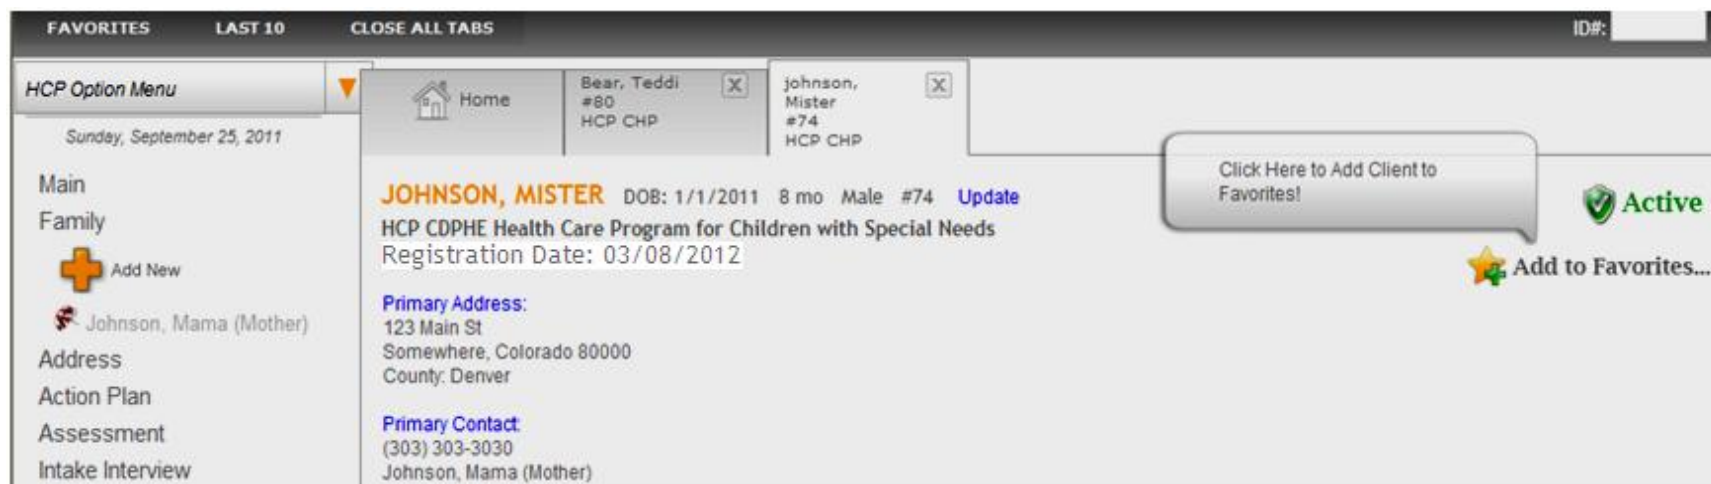 FAVORITES LAST 10 CLOSE ALL TABS ID#:
HCP Option Menu
Sunday, September 25, 2011
Main
Family
Add New
Johnson, Mama (Mother)
Address
Action Plan
Assessment
Intake Interview
Home
Bear, Teddi
#80
HCP CHP
X
johnson,
Mister
#74
HCP CHP
X
JOHNSON, MISTER DOB: 1/1/2011 8 mo Male #74 Update
HCP CDPHE Health Care Program for Children with Special Needs
Registration Date: 03/08/2012
Primary Address:
123 Main St
Somewhere, Colorado 80000
County: Denver
Primary Contact:
(303) 303-3030
Johnson, Mama (Mother)
Click Here to Add Client to
Favorites!
Active
Add to Favorites...